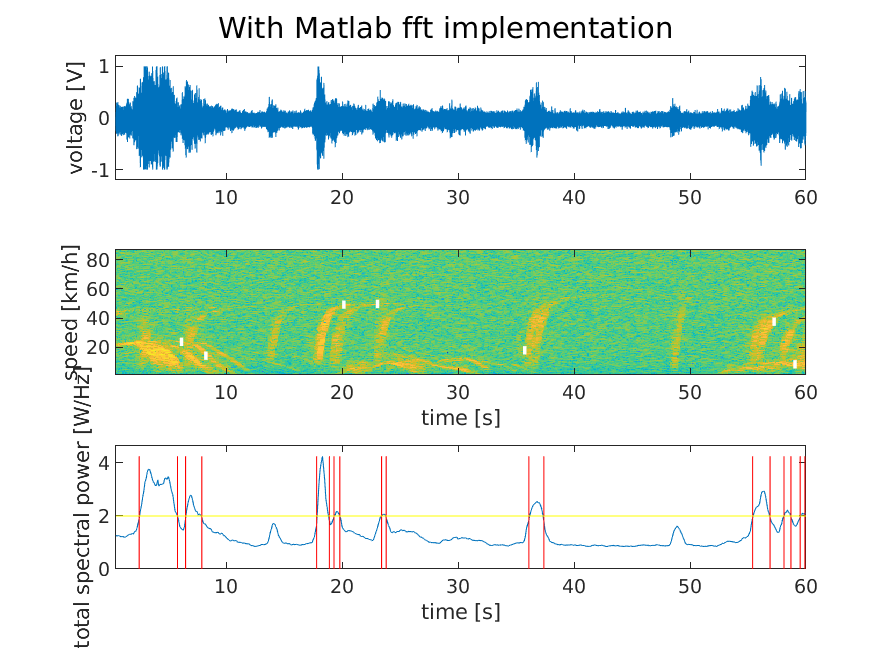 With Matlab fft implementation
voltage [V]
1
0
-1
10 20 30 40 50 60
speed [km/h]
80
60
40
20
10 20 30 40 50 60
time [s]
total spectral power [W/Hz]
4
2
0
10 20 30 40 50 60
time [s]